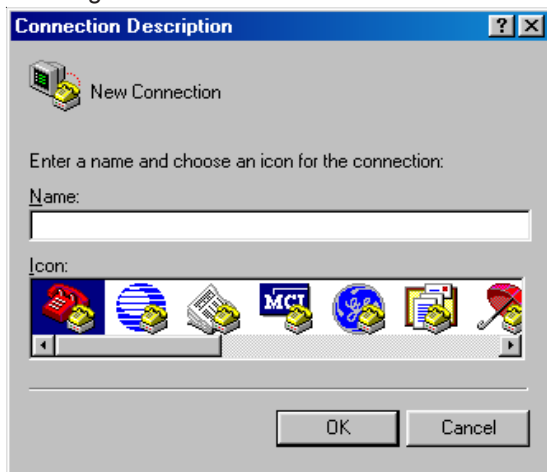 Connection Description
New Connection
Enter a name and choose an icon for the connection:
Name:
Icon:
MCI
OK
Cancel